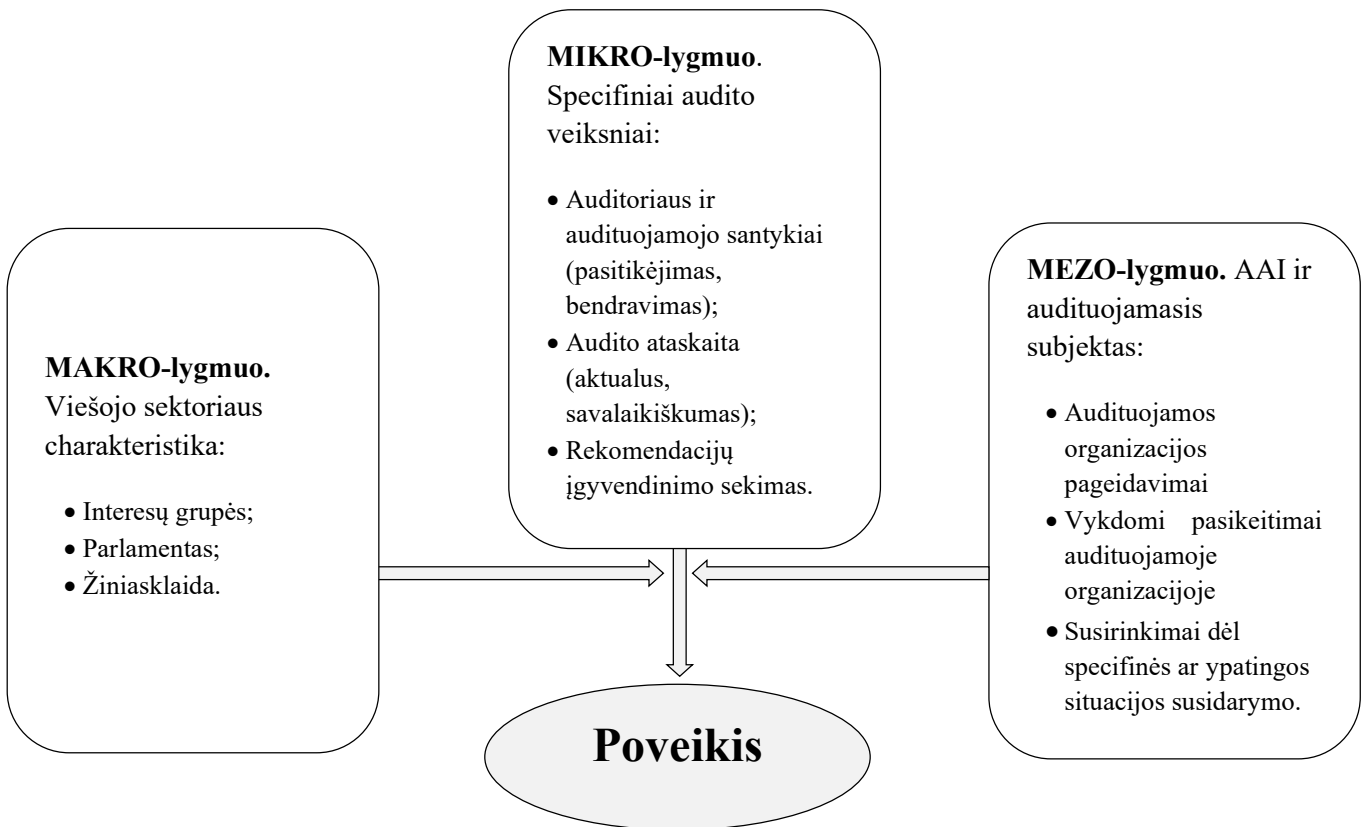 MAKRO-lygmuo.
Viešojo sektoriaus
charakteristika:
• Interesų grupės;
• Parlamentas;
• Žiniasklaida.
MIKRO-lygmuo.
Specifiniai audito
veiksniai:
• Auditoriaus ir
audituojamojo santykiai
(pasitikėjimas,
bendravimas);
• Audito ataskaita
(aktualus,
savalaikiškumas);
• Rekomendacijų
įgyvendinimo sekimas.
MEZO-lygmuo. AAI ir
audituojamasis
subjektas:
• Audituojamos
organizacijos
pageidavimai
• Vykdomi pasikeitimai
audituojamoje
organizacijoje
• Susirinkimai dėl
specifinės ar ypatingos
situacijos susidarymo.
Poveikis